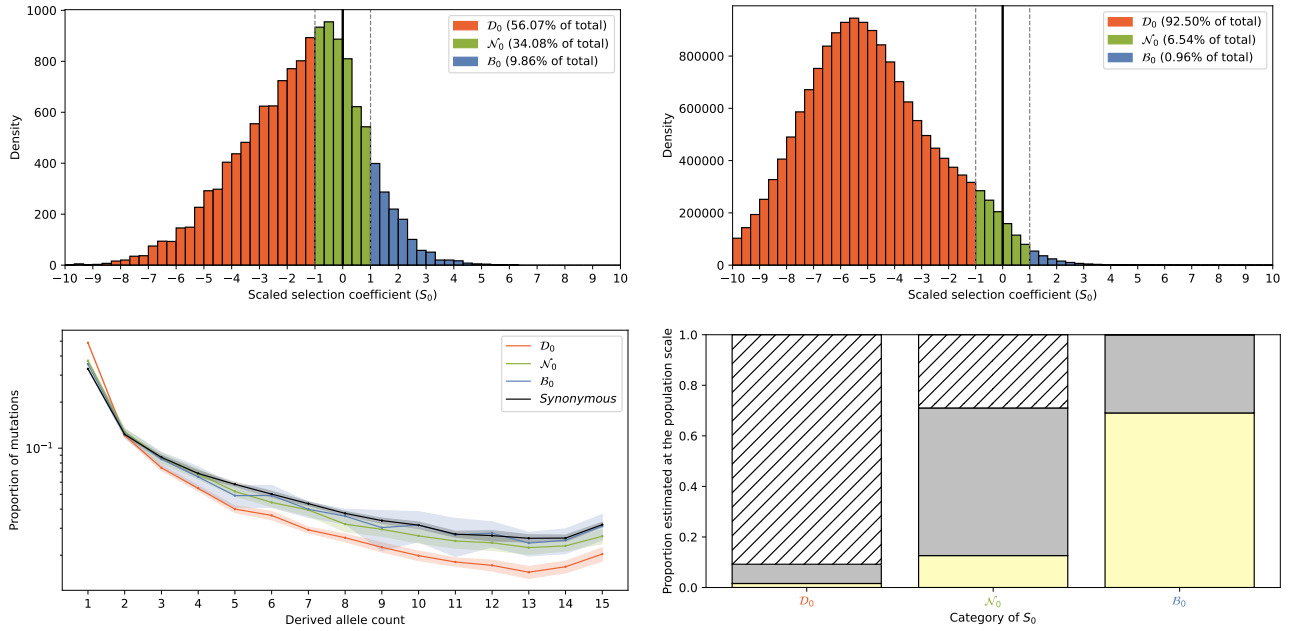 1000
800
600
400
200
0
Density
𝒟₀ (56.07% of total)
𝒩₀ (34.08% of total)
ℬ₀ (9.86% of total)
−10 −9 −8 −7 −6 −5 −4 −3 −2 −1 0 1 2 3 4 5 6 7 8 9 10
Scaled selection coefficient (S₀)
800000
600000
400000
200000
0
Density
𝒟₀ (92.50% of total)
𝒩₀ (6.54% of total)
ℬ₀ (0.96% of total)
−10 −9 −8 −7 −6 −5 −4 −3 −2 −1 0 1 2 3 4 5 6 7 8 9 10
Scaled selection coefficient (S₀)
10⁻¹
Proportion of mutations
𝒟₀
𝒩₀
ℬ₀
Synonymous
1 2 3 4 5 6 7 8 9 10 11 12 13 14 15
Derived allele count
1.0
0.8
0.6
0.4
0.2
0.0
Proportion estimated at the population scale
𝒟₀ 𝒩₀ ℬ₀
Category of S₀